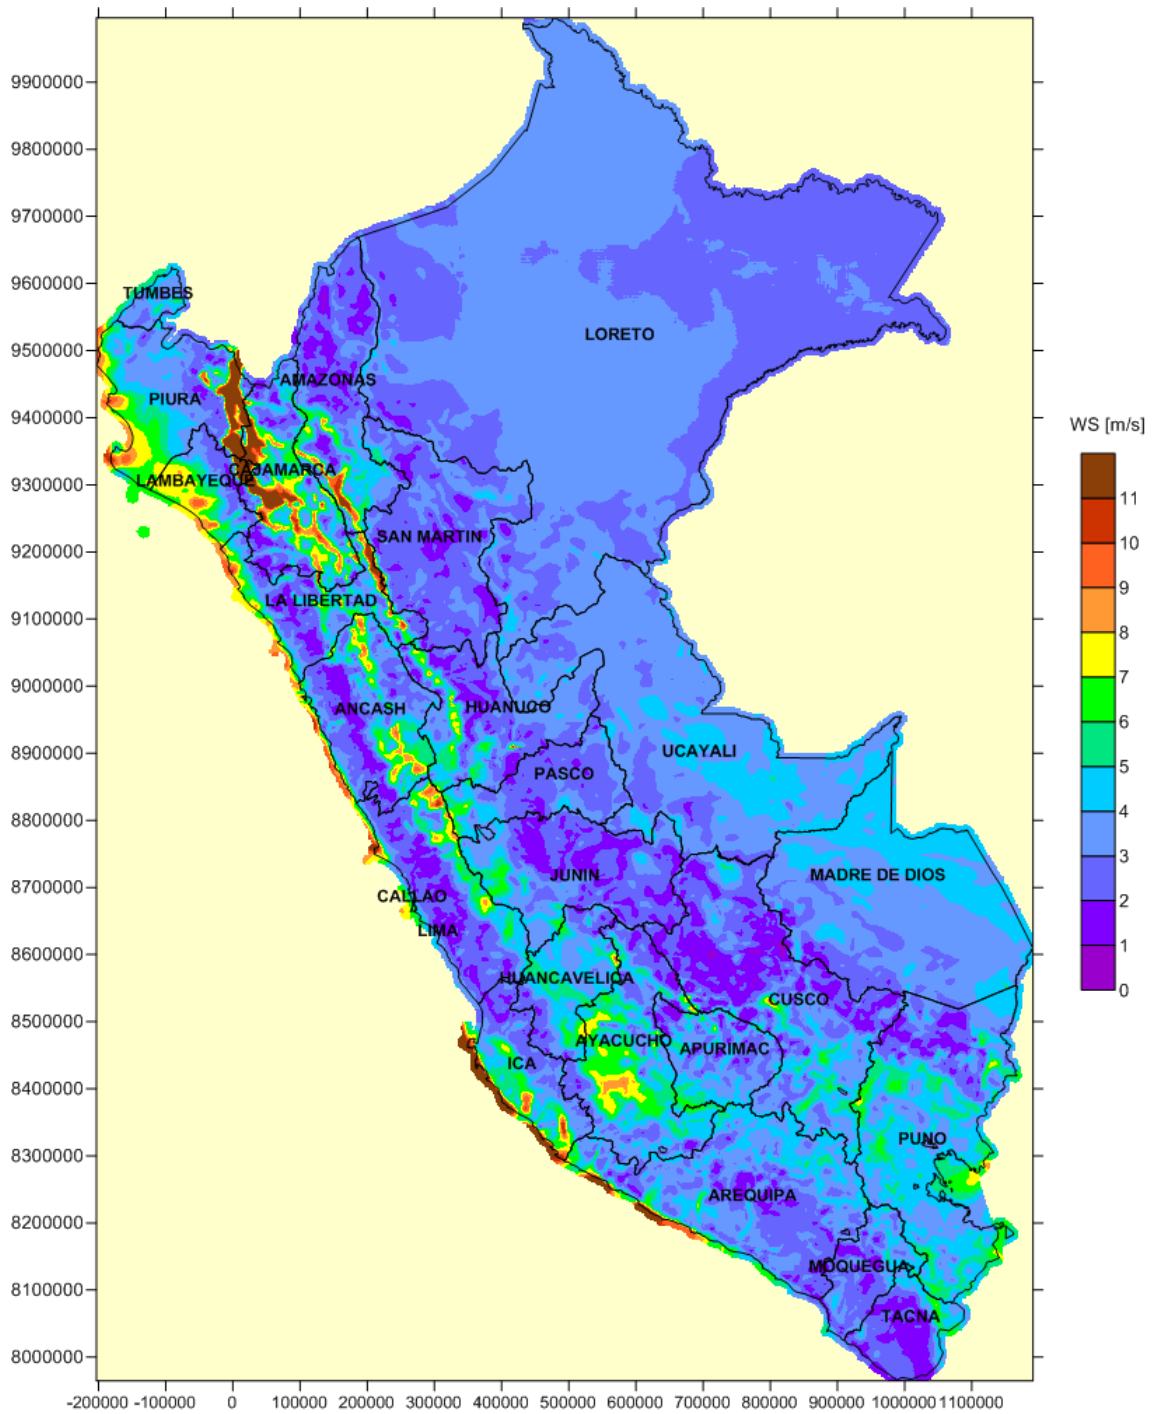 9900000
9800000
9700000
9600000
9500000
9400000
9300000
9200000
9100000
9000000
8900000
8800000
8700000
8600000
8500000
8400000
8300000
8200000
8100000
8000000
-200000 -100000 0 100000 200000 300000 400000 500000 600000 700000 800000 900000 1000000 1100000
TUMBES
LORETO
AMAZONAS
PIURA
CAJAMARCA
LAMBAYEQUE
SAN MARTIN
LA LIBERTAD
ANCASH
HUANUCO
UCAYALI
PASCO
JUNIN
MADRE DE DIOS
CALLAO
LIMA
HUANCAVELICA
CUSCO
AYACUCHO
APURIMAC
ICA
PUNO
AREQUIPA
MOQUEGUA
TACNA
WS [m/s]
11
10
9
8
7
6
5
4
3
2
1
0